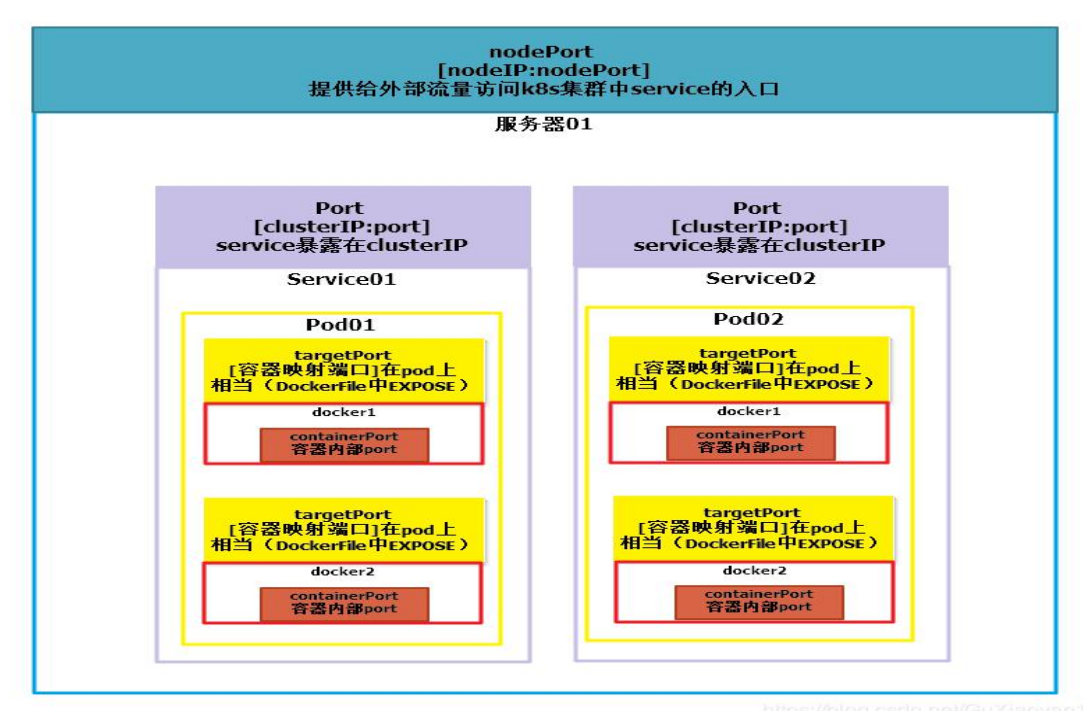 nodePort
[nodeIP:nodePort]
提供给外部流量访问k8s集群中service的入口
服务器01
Port
[clusterIP:port]
service暴露在clusterIP
Service01
Pod01
targetPort
[容器映射端口]在pod上
相当（DockerFile中EXPOSE）
docker1
containerPort
容器内部port
targetPort
[容器映射端口]在pod上
相当（DockerFile中EXPOSE）
docker2
containerPort
容器内部port
Port
[clusterIP:port]
service暴露在clusterIP
Service02
Pod02
targetPort
[容器映射端口]在pod上
相当（DockerFile中EXPOSE）
docker1
containerPort
容器内部port
targetPort
[容器映射端口]在pod上
相当（DockerFile中EXPOSE）
docker2
containerPort
容器内部port